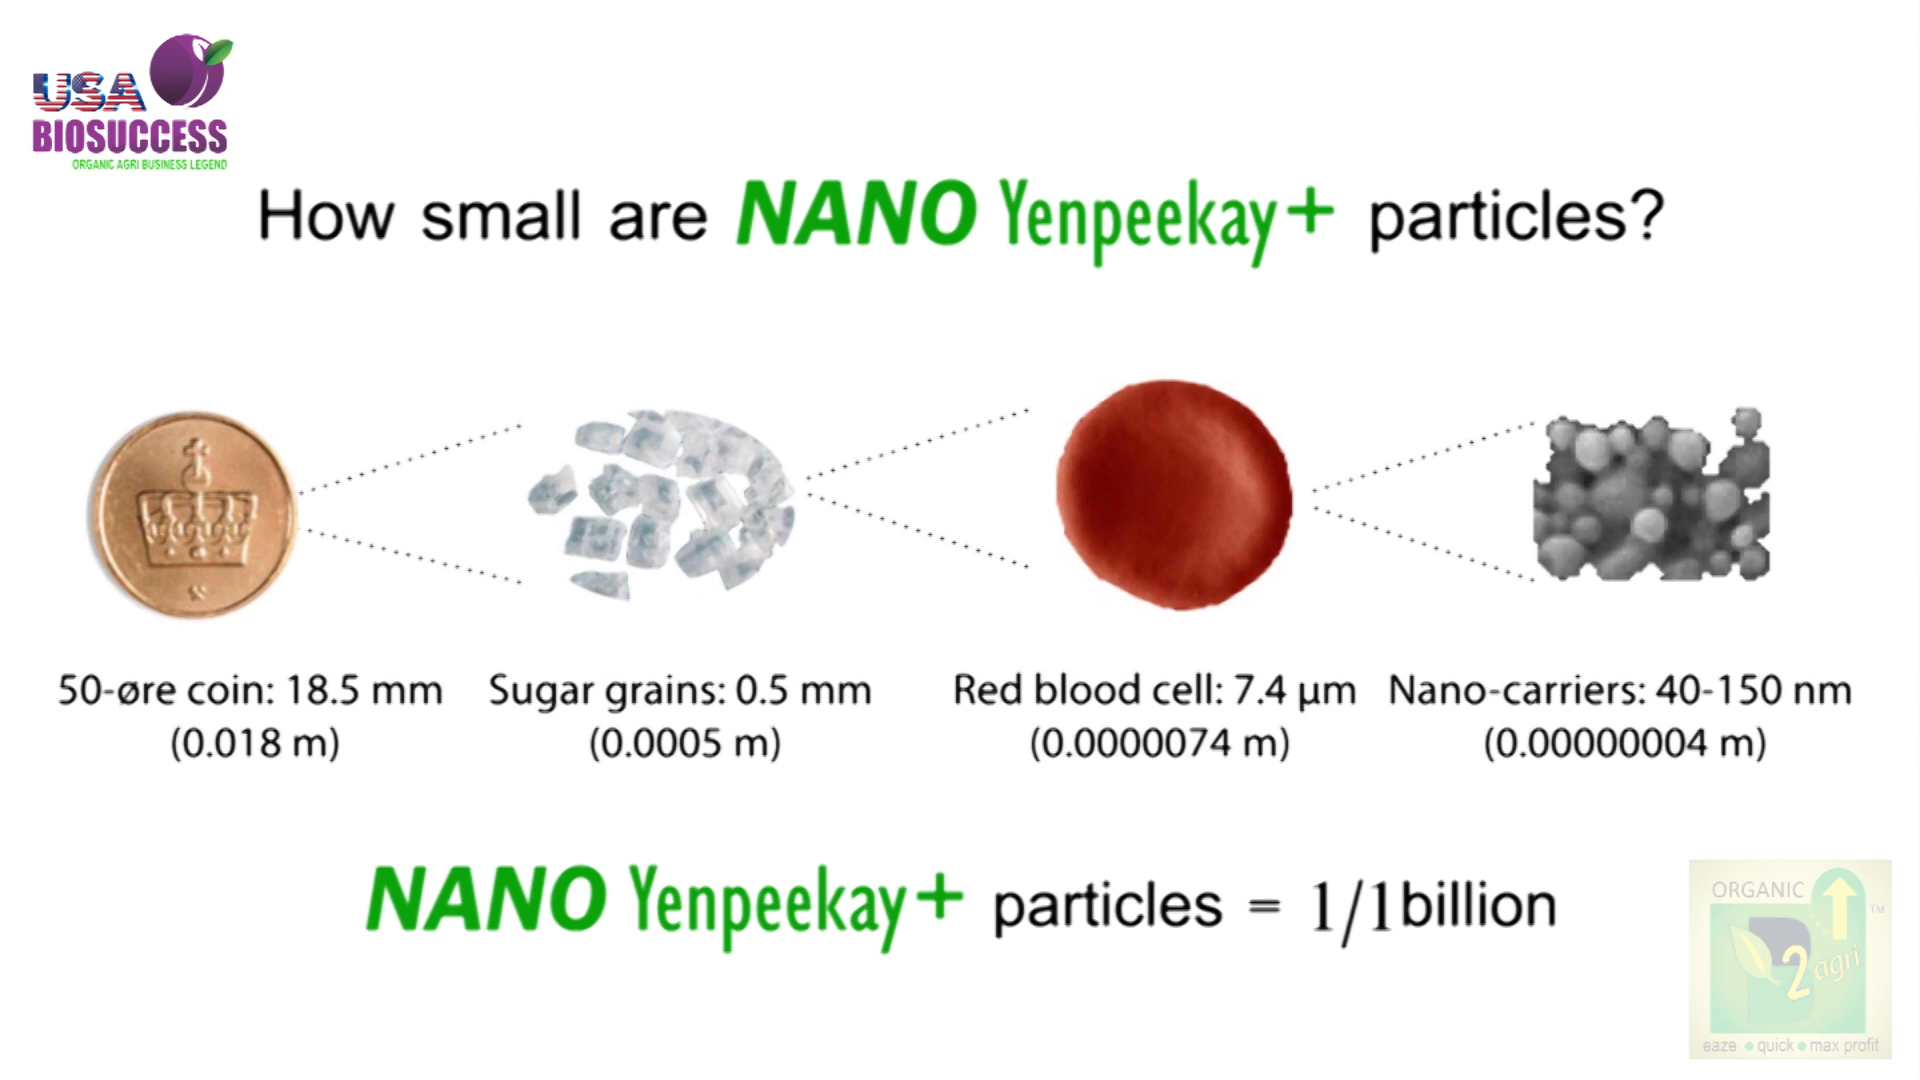 USA
BIOSUCCESS
ORGANIC AGRI BUSINESS LEGEND
How small are NANO Yenpeekay+ particles?
50-øre coin: 18.5 mm
(0.018 m)
Sugar grains: 0.5 mm
(0.0005 m)
Red blood cell: 7.4 µm
(0.0000074 m)
Nano-carriers: 40-150 nm
(0.00000004 m)
NANO Yenpeekay+ particles = 1/1billion
ORGANIC
TM
2agri
eaze • quick • max profit